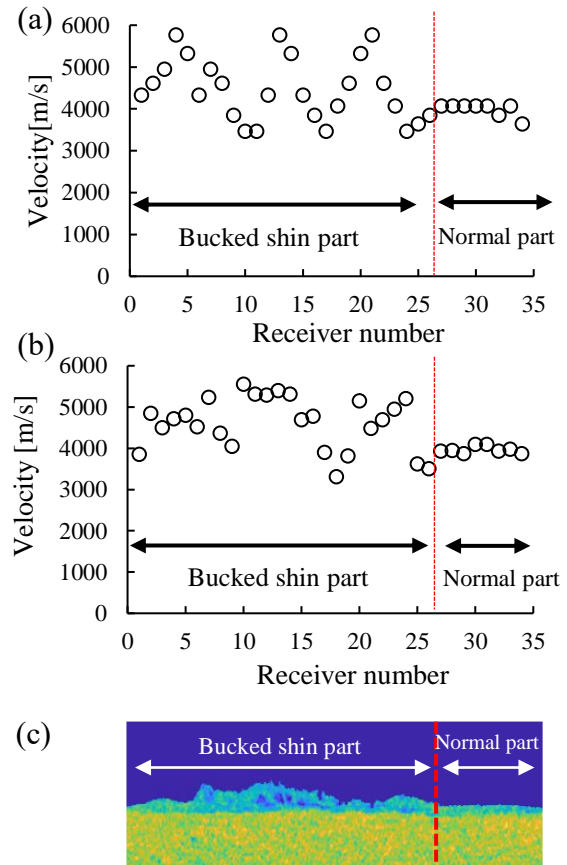 (a)
Velocity[m/s]
6000
5000
4000
3000
2000
1000
0
Bucked shin part
Normal part
0 5 10 15 20 25 30 35
Receiver number
(b)
Velocity [m/s]
6000
5000
4000
3000
2000
1000
0
Bucked shin part
Normal part
0 5 10 15 20 25 30 35
Receiver number
(c)
Bucked shin part
Normal part